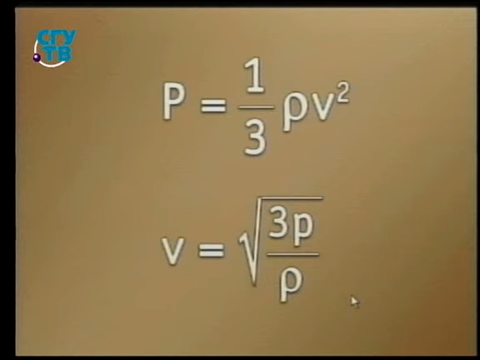 СГУ
ТВ
P = 1/3 ρv²
v = √(3p/ρ)